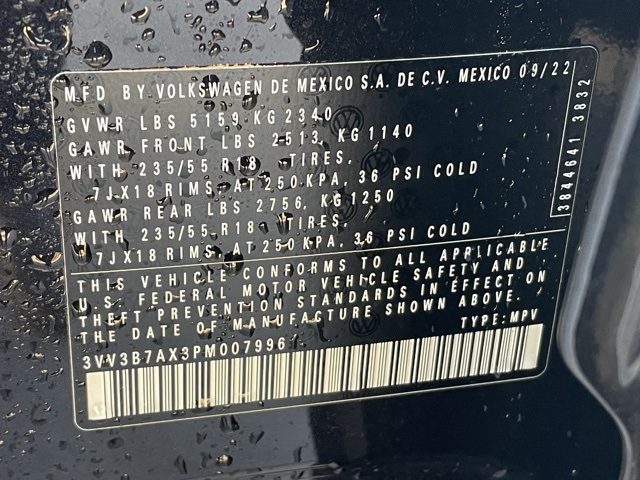 MFD BY VOLKSWAGEN DE MEXICO S.A. DE C.V. MEXICO 09/22
GVWR LBS 5159, KG 2340
GAWR FRONT LBS 2513, KG 1140
WITH 235/55 R18 TIRES,
7JX18 RIMS, AT 250 KPA, 36 PSI COLD
GAWR REAR LBS 2756, KG 1250
WITH 235/55 R18 TIRES,
7JX18 RIMS, AT 250 KPA, 36 PSI COLD
38446413832
THIS VEHICLE CONFORMS TO ALL APPLICABLE
U.S. FEDERAL MOTOR VEHICLE SAFETY AND
THEFT PREVENTION STANDARDS IN EFFECT ON
THE DATE OF MANUFACTURE SHOWN ABOVE.
3VV3B7AX3PM007996
TYPE: MPV